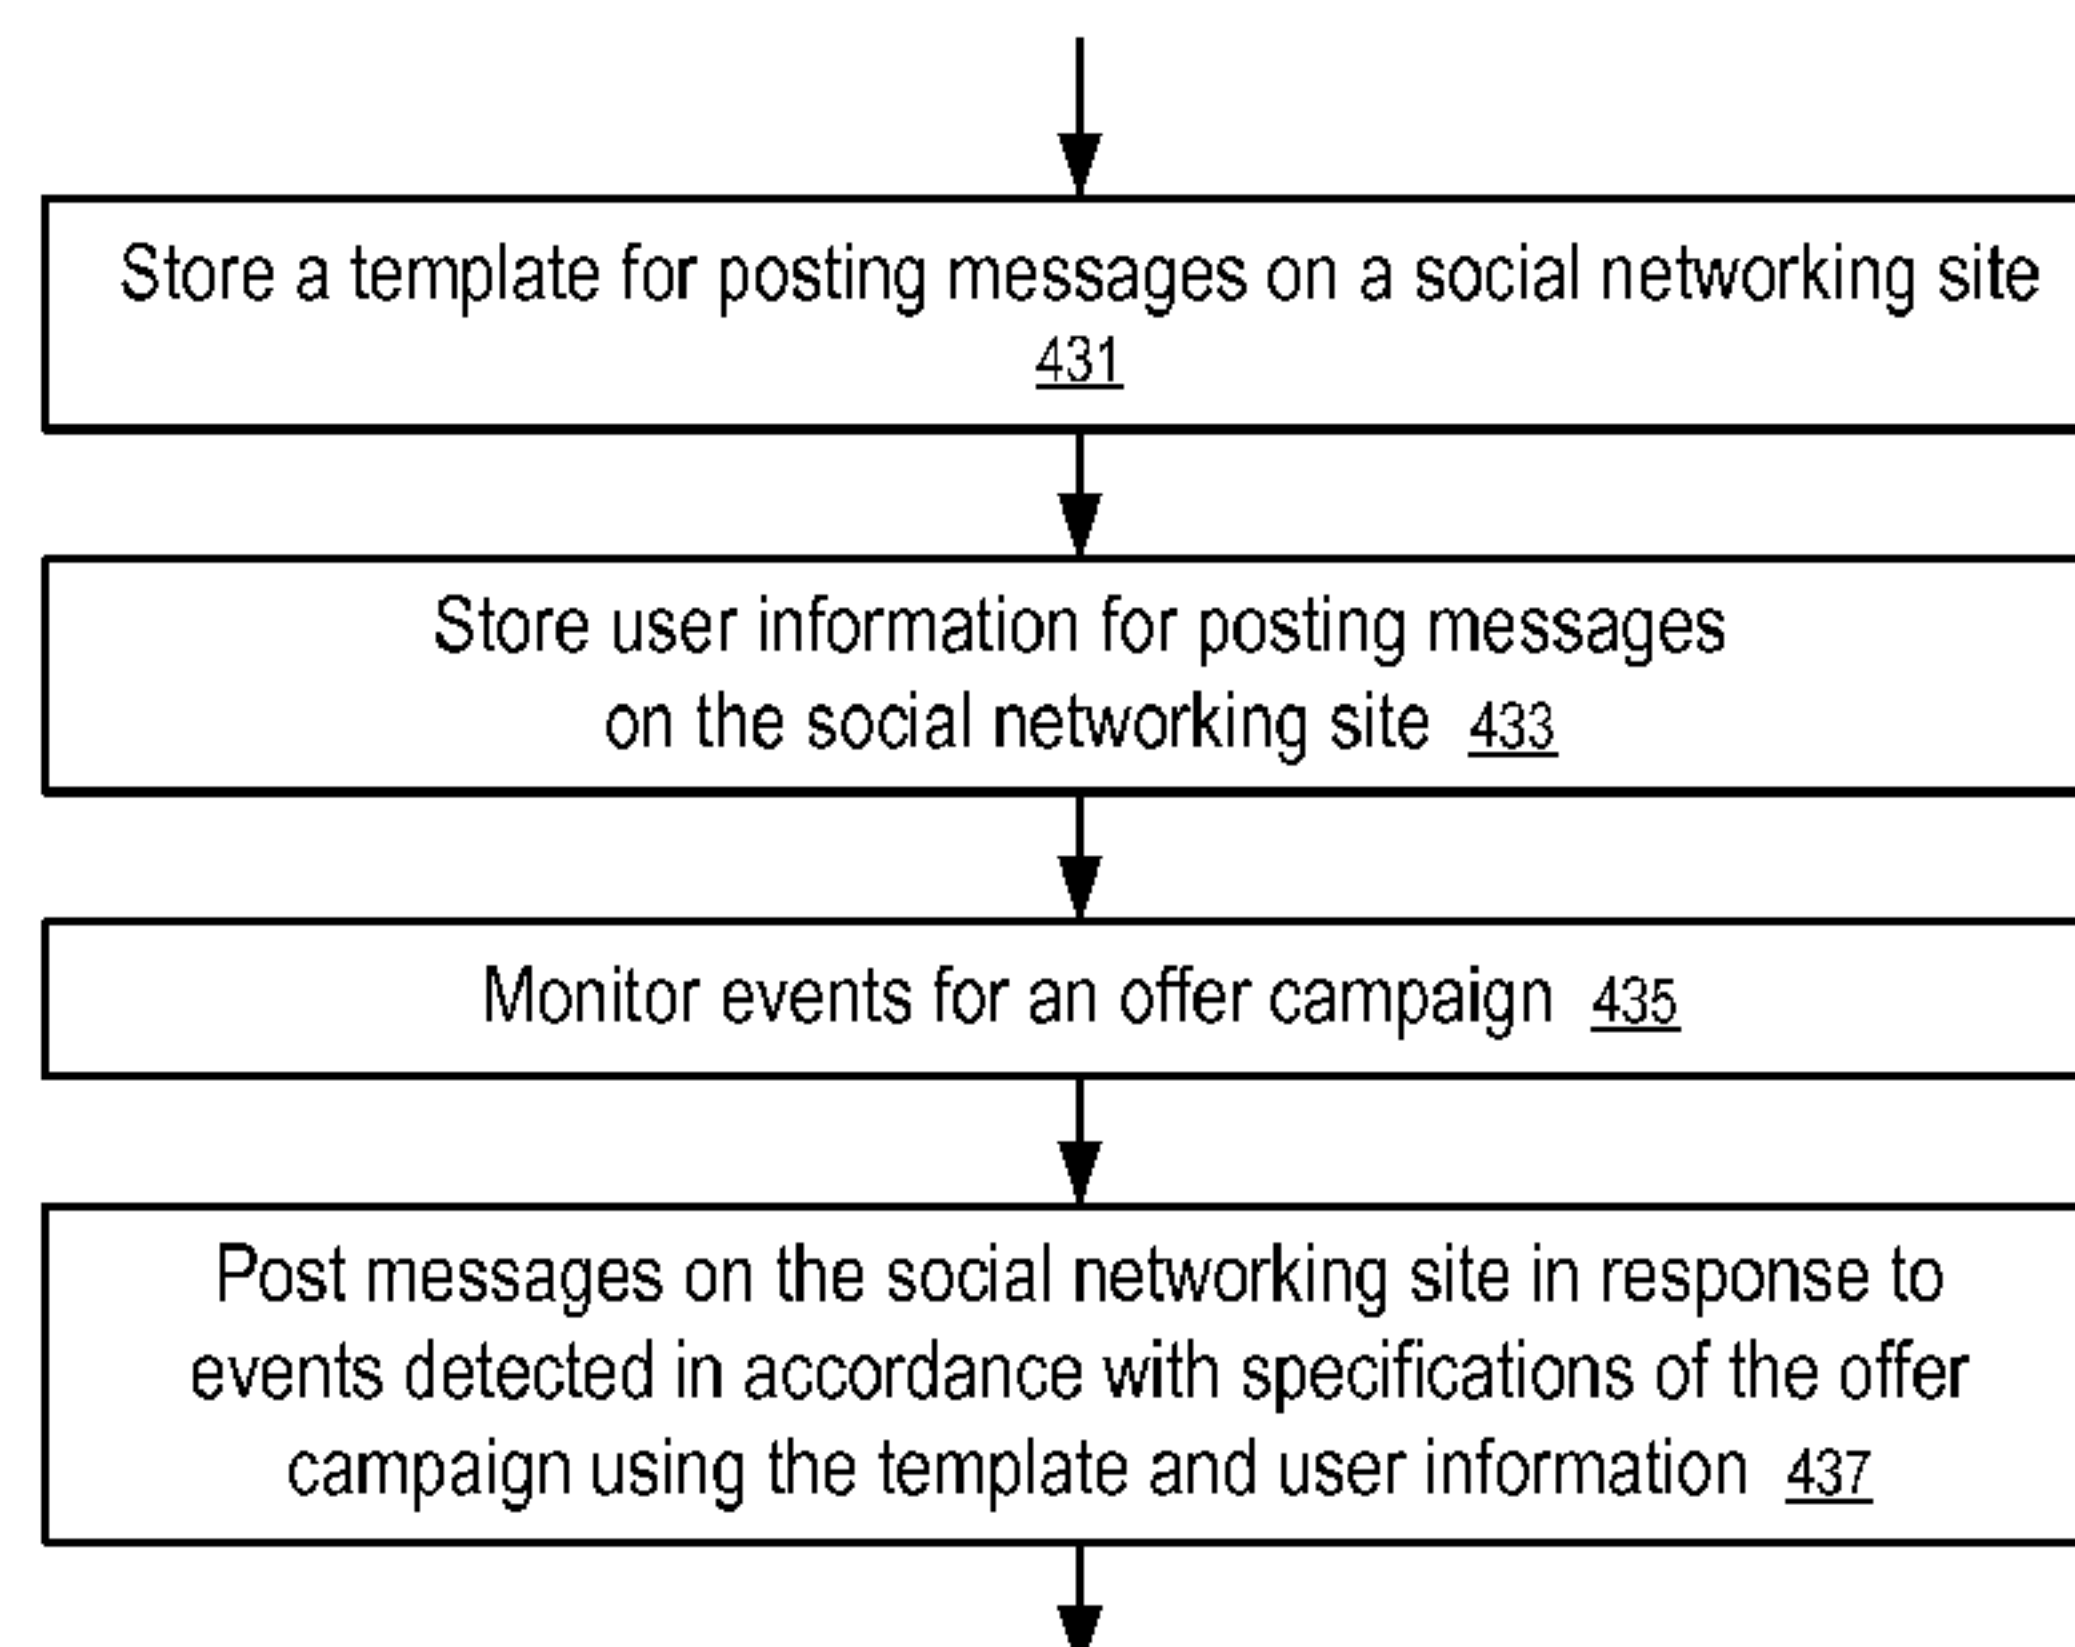 Store a template for posting messages on a social networking site
431
Store user information for posting messages
on the social networking site 433
Monitor events for an offer campaign 435
Post messages on the social networking site in response to
events detected in accordance with specifications of the offer
campaign using the template and user information 437